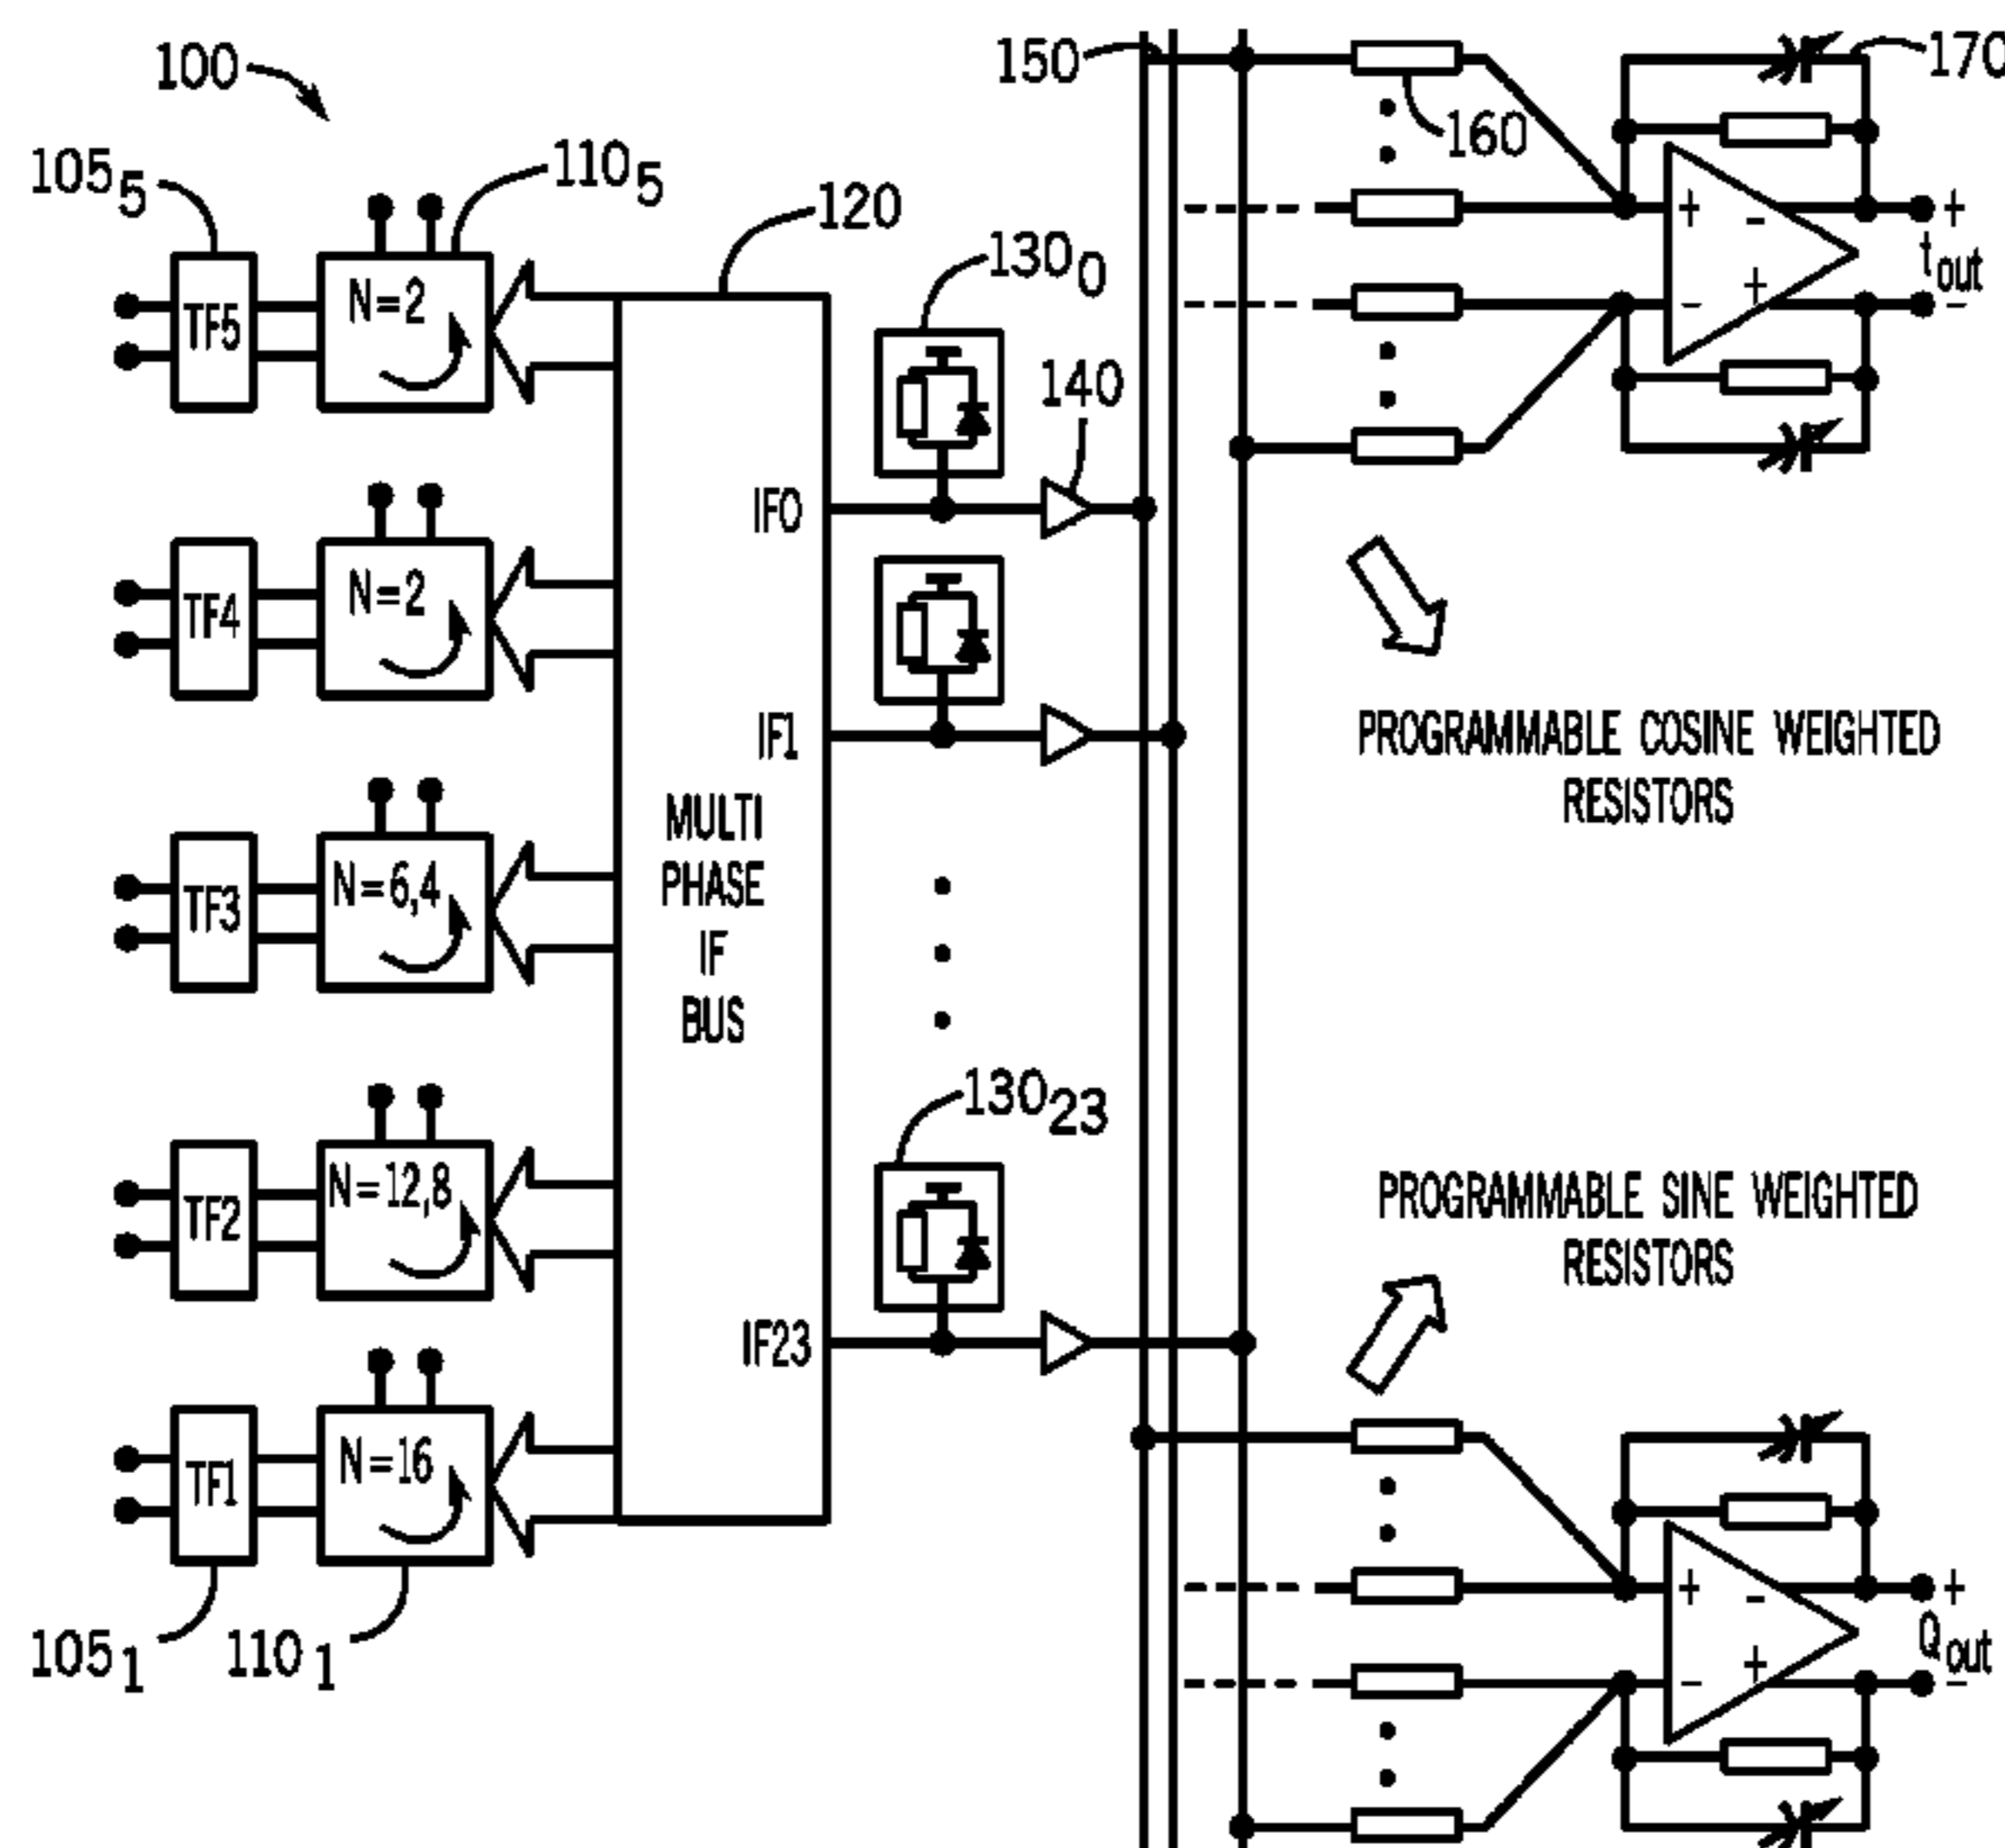 100
150
170
160
105 5
110 5
120
130 0
140
TF5
N=2
+
-
+
-
+
tout
-
TF4
N=2
IF0
IF1
TF3
N=6,4
MULTI
PHASE
IF
BUS
PROGRAMMABLE COSINE WEIGHTED
RESISTORS
130 23
TF2
N=12,8
IF23
PROGRAMMABLE SINE WEIGHTED
RESISTORS
TF1
N=16
105 1
110 1
+
-
+
-
+
Qout
-